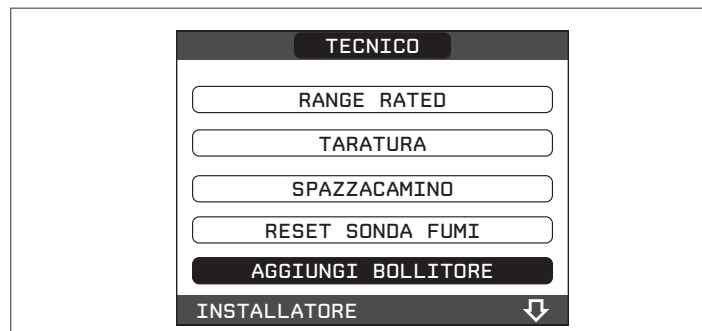 TECNICO
RANGE RATED
TARATURA
SPAZZACAMINO
RESET SONDA FUMI
AGGIUNGI BOLLITORE
INSTALLATORE